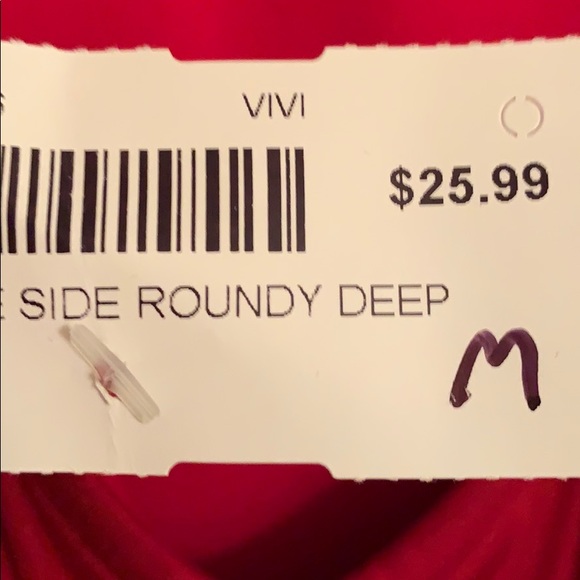 VIVI
$25.99
SIDE ROUNDY DEEP
M